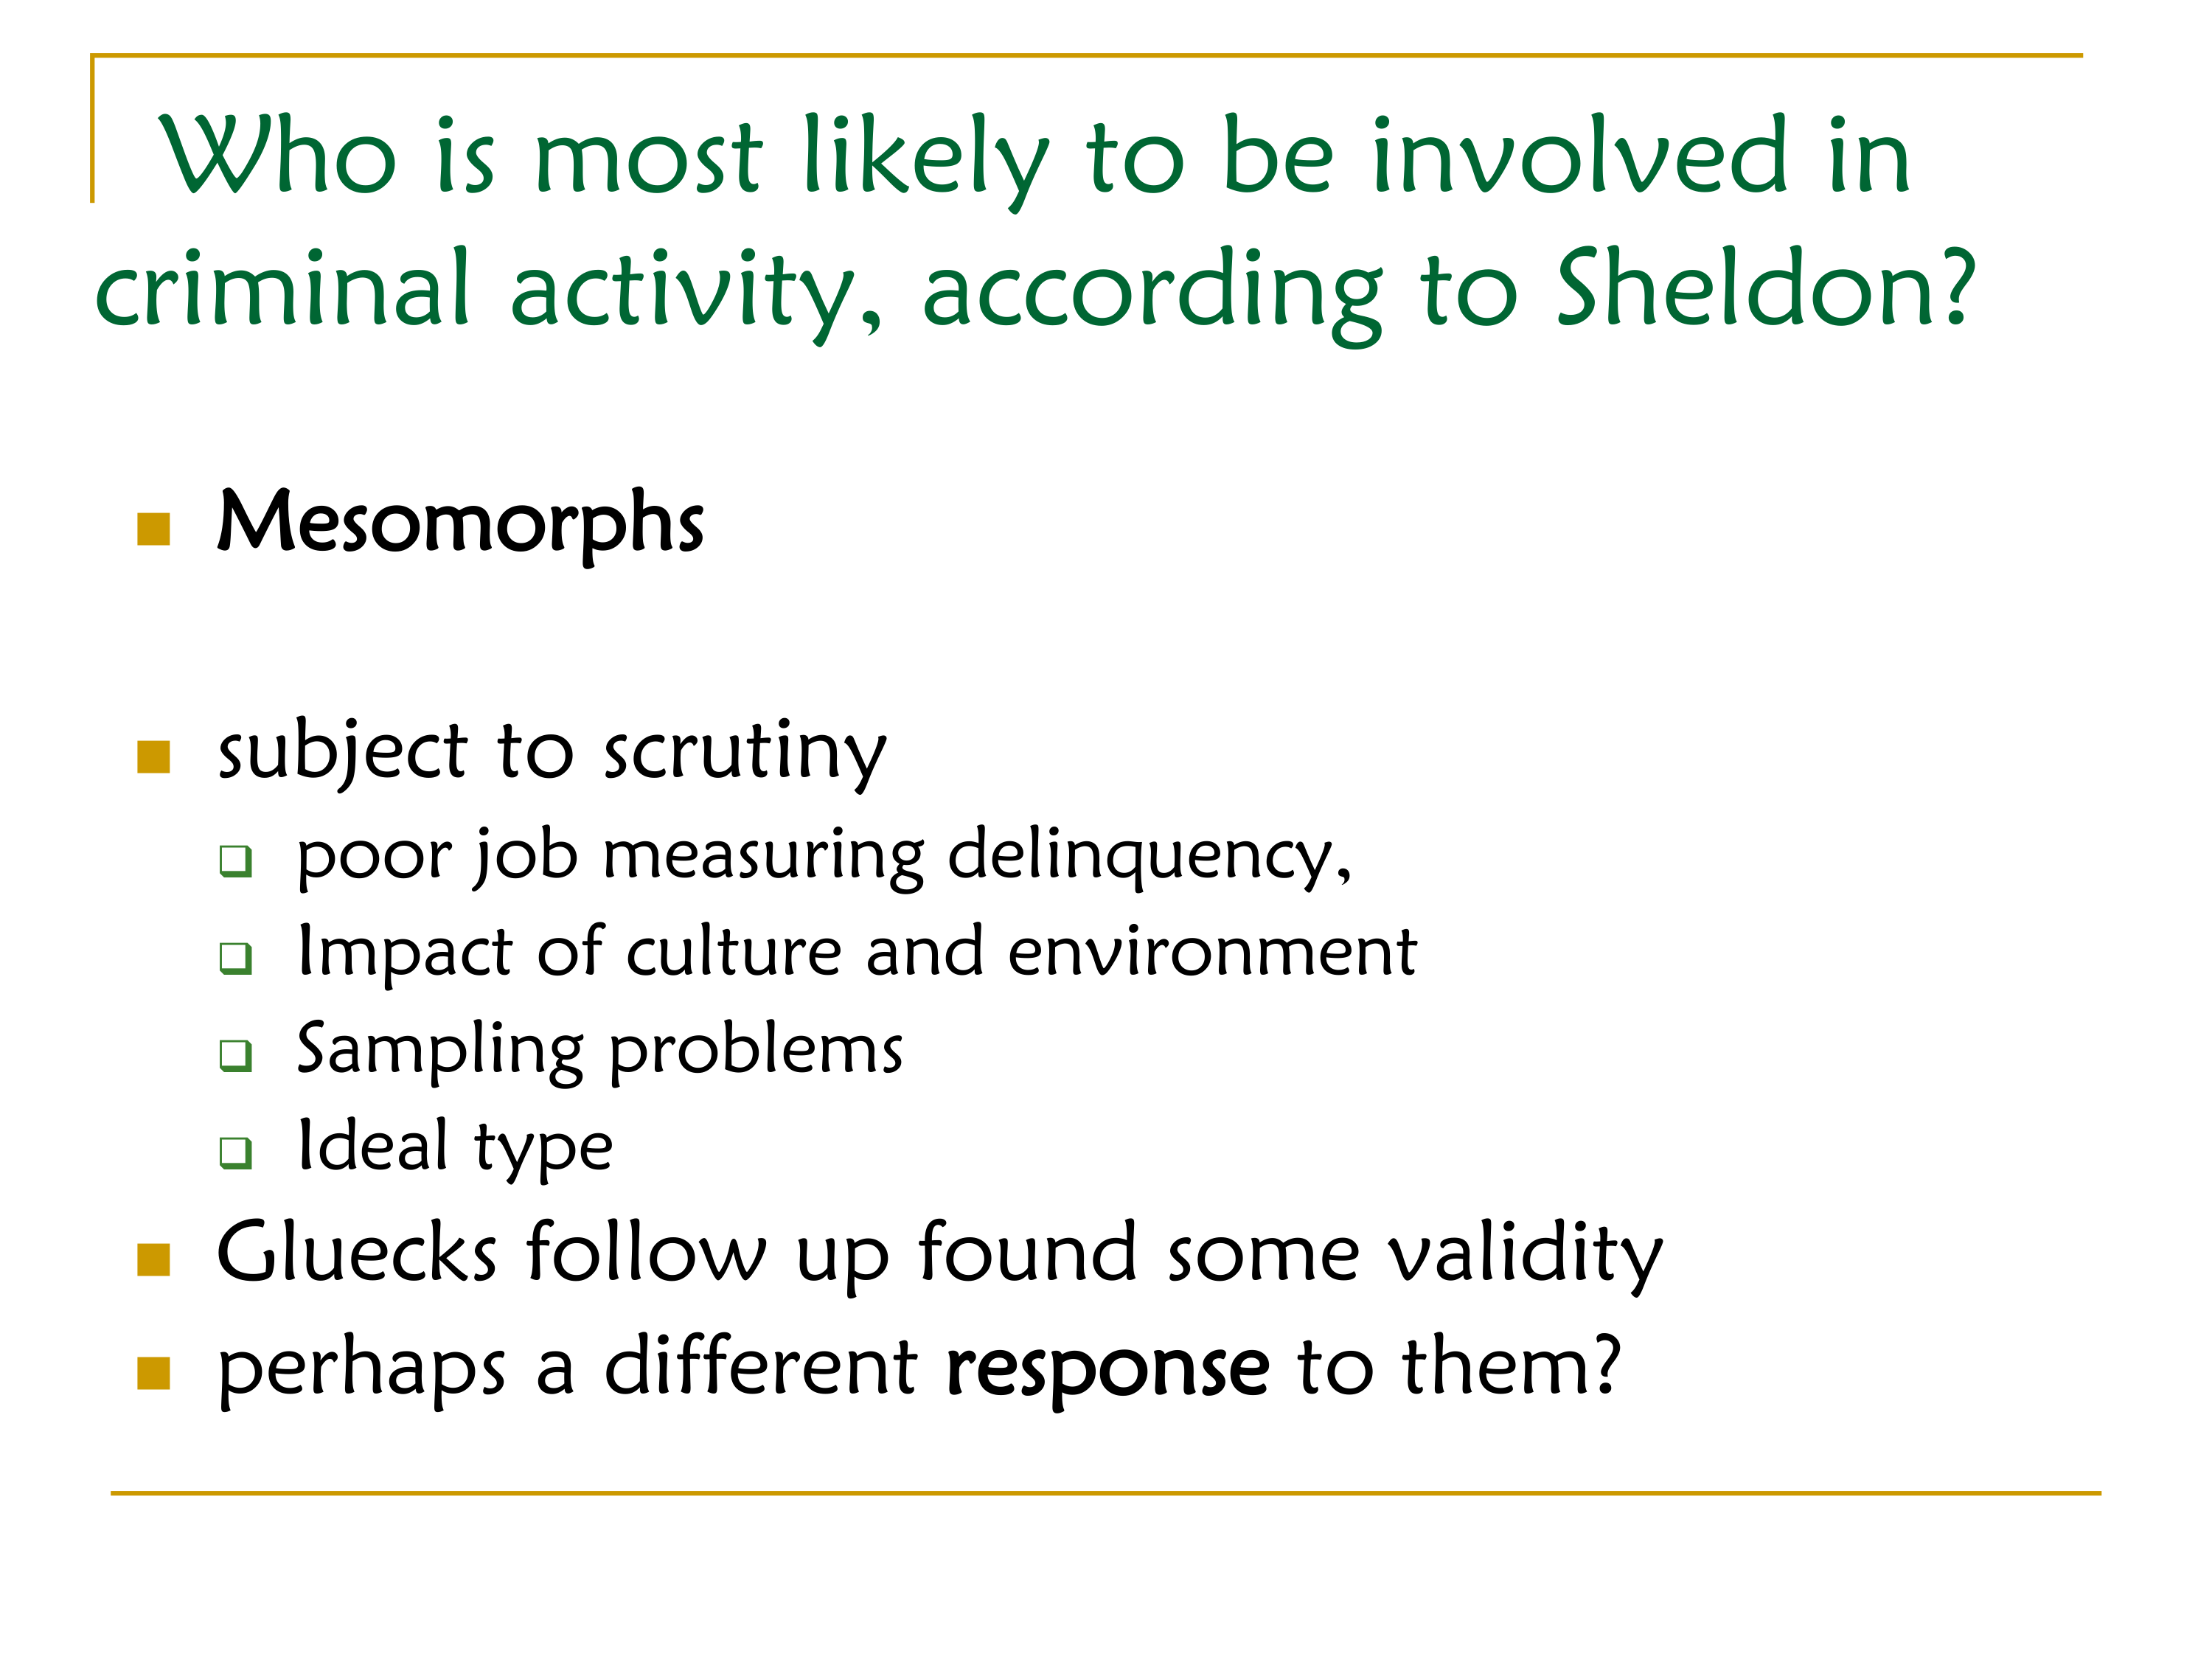 Who is most likely to be involved in
criminal activity, according to Sheldon?
Mesomorphs
subject to scrutiny
poor job measuring delinquency,
Impact of culture and environment
Sampling problems
Ideal type
Gluecks follow up found some validity
perhaps a different response to them?